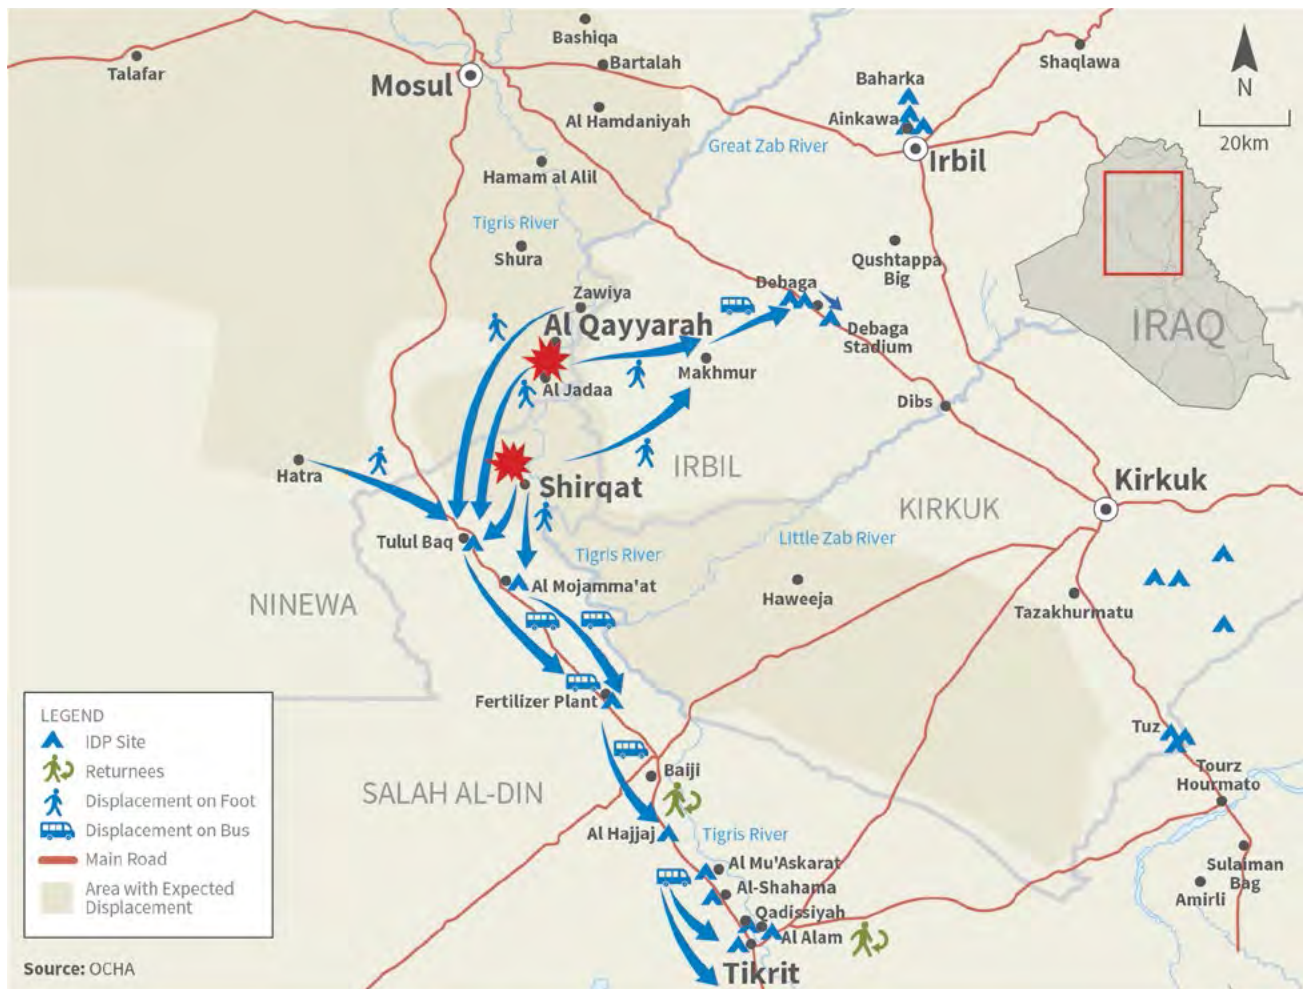 Bashiqa
Bartalah
Talafar
Mosul
Al Hamdaniyah
Hamam al Alil
Tigris River
Shura
Zawiya
Al Qayyarah
Al Jadaa
Shirqat
Hatra
Tulul Baq
Al Mojamma'at
Tigris River
Fertilizer Plant
NINEWA
SALAH AL-DIN
Baiji
Al Hajjaj
Tigris River
Al Mu'Askarat
Al-Shahama
Qadissiyah
Al Alam
Tikrit
Great Zab River
Baharka
Ainkawa
Irbil
Shaqlawa
N
20km
IRAQ
Qushtappa
Big
Debaga
Debaga
Stadium
Makhmur
Dibs
IRBIL
KIRKUK
Kirkuk
Little Zab River
Haweeja
Tazakhurmatu
Tuz
Tourz
Hourmato
Sulaiman
Bag
Amirli
LEGEND
IDP Site
Returnees
Displacement on Foot
Displacement on Bus
Main Road
Area with Expected
Displacement
Source: OCHA